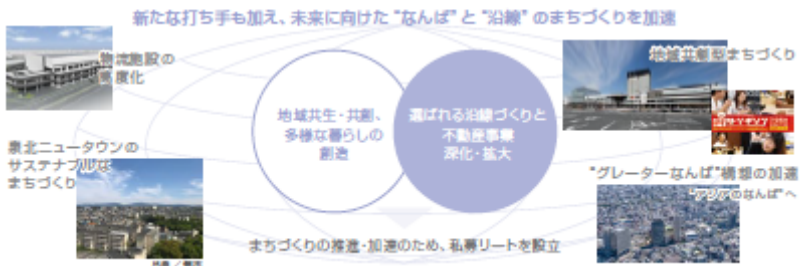 新たな打ち手も加え、未来に向けた“なんば”と“沿線”のまちづくりを加速
物流施設の
高度化
地域共創型まちづくり
地域共生・共創、
多様な暮らしの
創造
選ばれる沿線づくりと
不動産事業
深化・拡大
泉北ニュータウンの
サステナブルな
まちづくり
“グレーターなんば”構想の加速
“アジアのなんば”へ
まちづくりの推進・加速のため、私募リートを設立